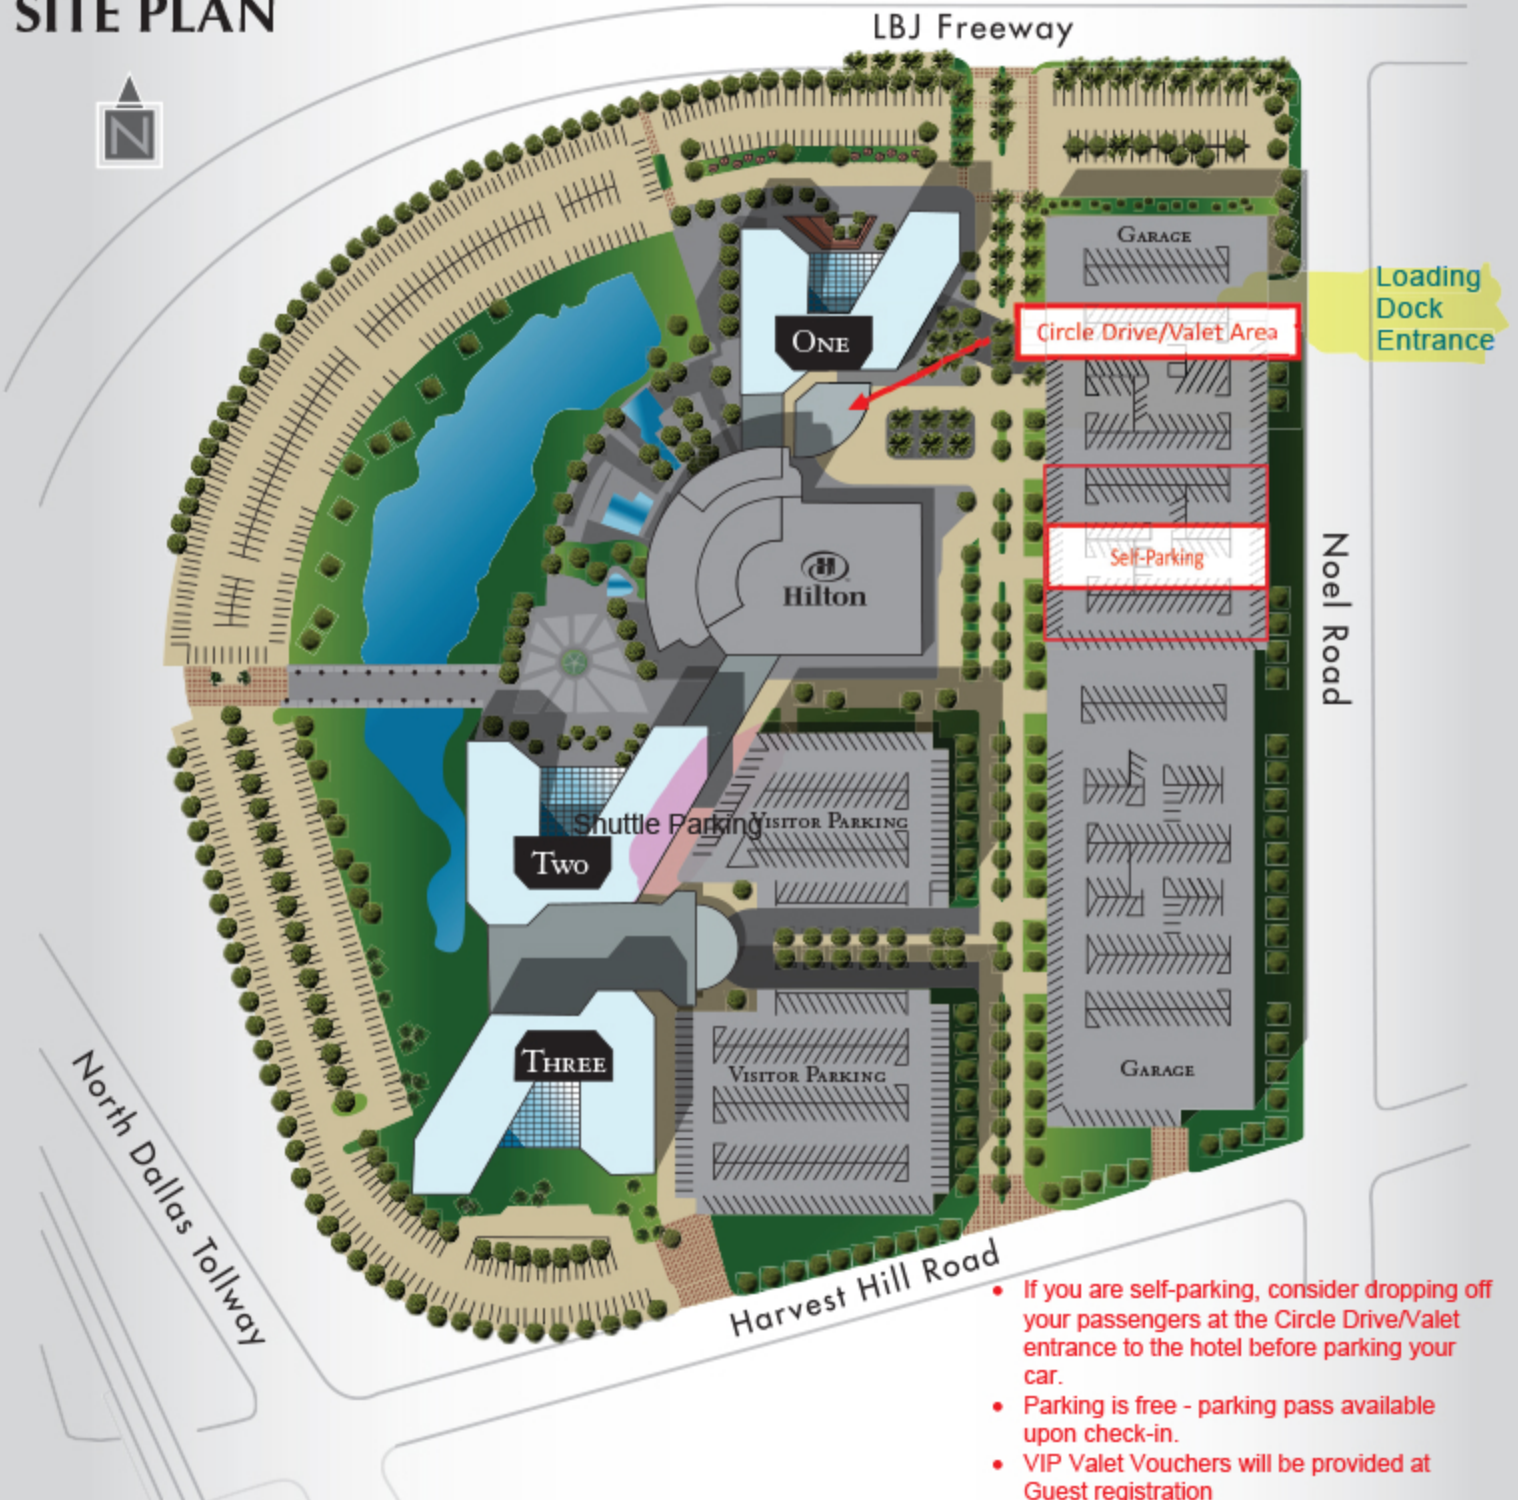 SITE PLAN
LBJ Freeway
N
GARAGE
Loading
Dock
Entrance
ONE
Circle Drive/Valet Area
Self-Parking
Hilton
Noel Road
Shuttle Parking
VISITOR PARKING
TWO
THREE
VISITOR PARKING
GARAGE
North Dallas Tollway
Harvest Hill Road
• If you are self-parking, consider dropping off
your passengers at the Circle Drive/Valet
entrance to the hotel before parking your
car.
• Parking is free - parking pass available
upon check-in.
• VIP Valet Vouchers will be provided at
Guest registration